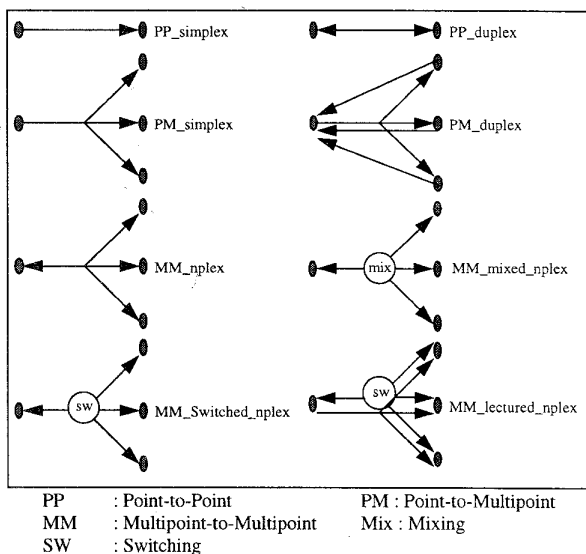 PP_simplex
PP_duplex
PM_simplex
PM_duplex
MM_nplex
mix
MM_mixed_nplex
sw
MM_Switched_nplex
sw
MM_lectured_nplex
PP : Point-to-Point
PM : Point-to-Multipoint
MM : Multipoint-to-Multipoint
Mix : Mixing
SW : Switching